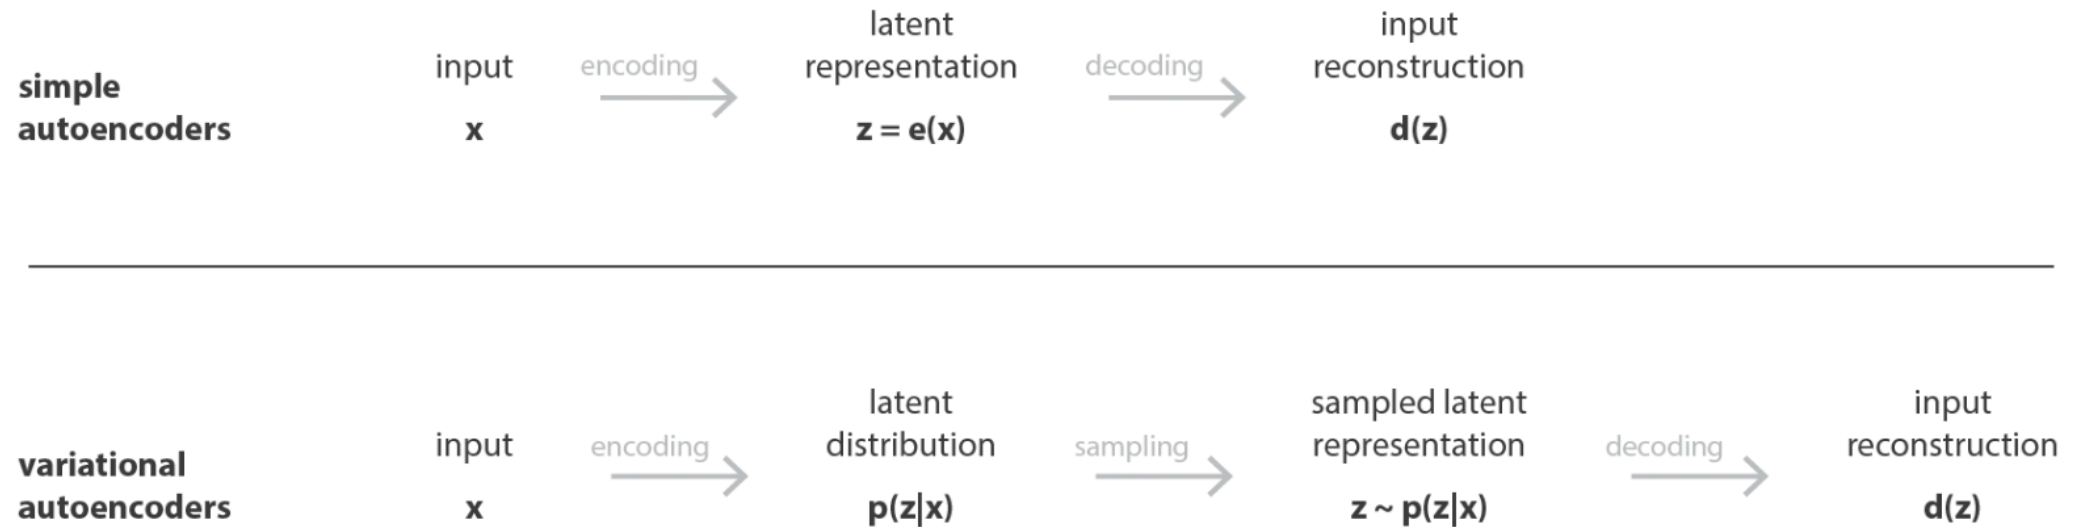 simple
autoencoders
input
x
encoding
latent
representation
z = e(x)
decoding
input
reconstruction
d(z)
variational
autoencoders
input
x
encoding
latent
distribution
p(z|x)
sampling
sampled latent
representation
z ~ p(z|x)
decoding
input
reconstruction
d(z)